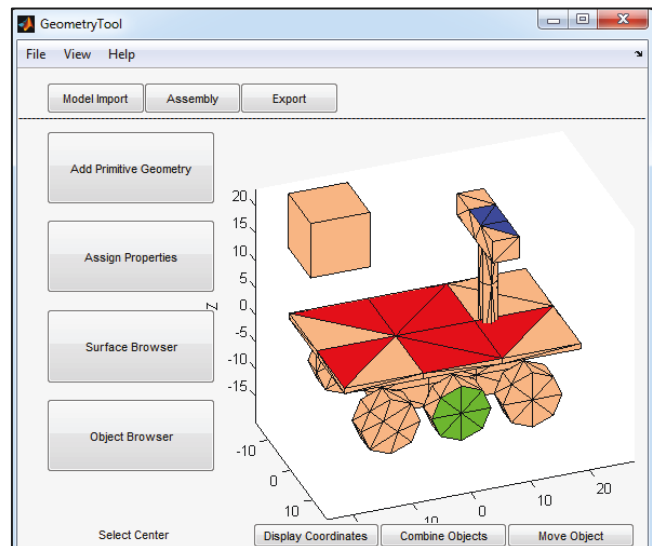 GeometryTool
File View Help
Model Import Assembly Export
Add Primitive Geometry
Assign Properties
Surface Browser
Object Browser
20
15
10
5
0
-5
-10
-15
Z
-10
0
10
10
0
10
20
Select Center
Display Coordinates Combine Objects Move Object